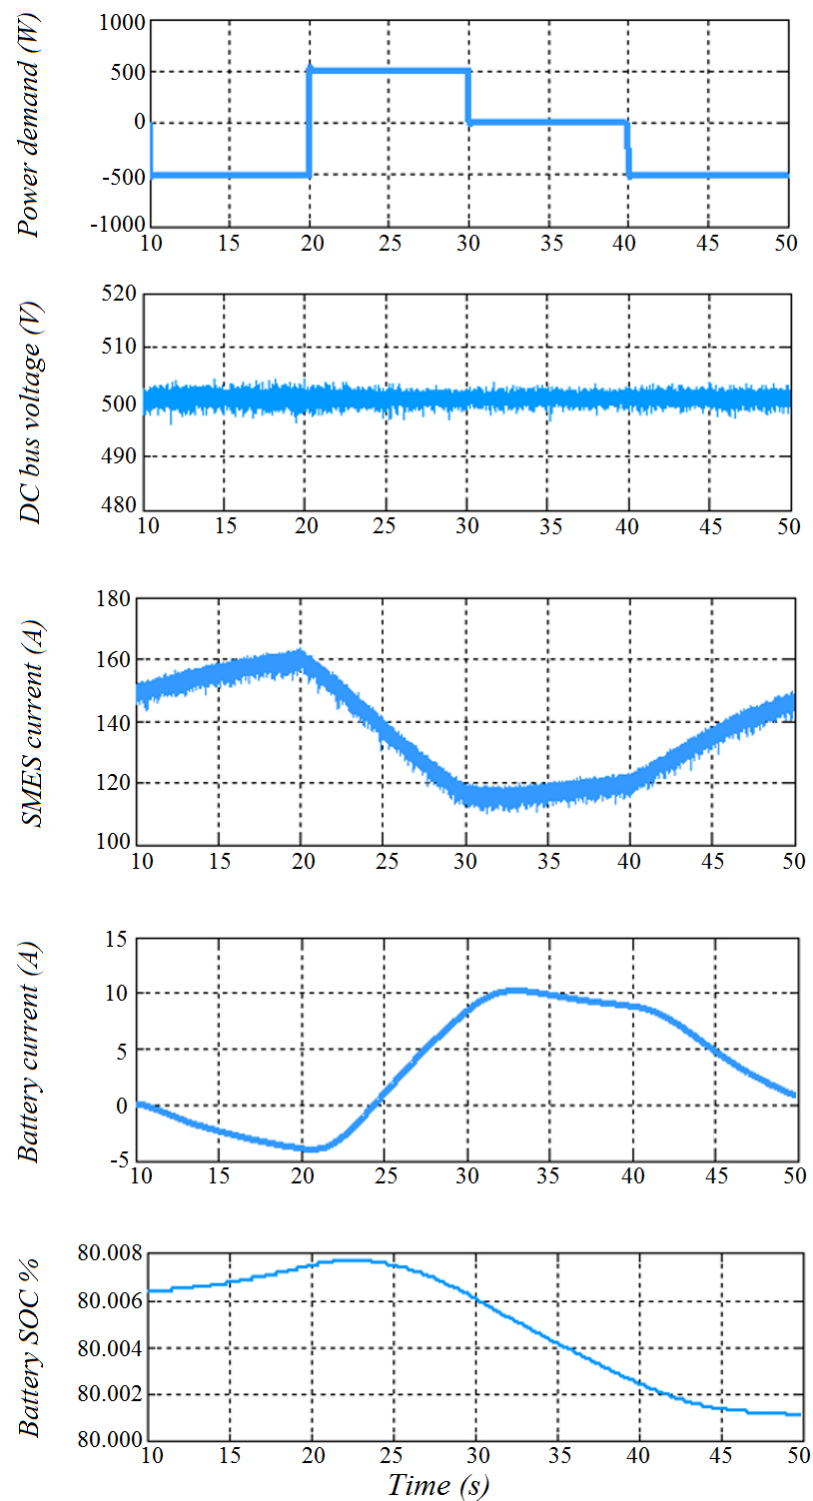 Power demand (W)
1000
500
0
-500
-1000
10 15 20 25 30 35 40 45 50
DC bus voltage (V)
520
510
500
490
480
10 15 20 25 30 35 40 45 50
SMES current (A)
180
160
140
120
100
10 15 20 25 30 35 40 45 50
Battery current (A)
15
10
5
0
-5
10 15 20 25 30 35 40 45 50
Battery SOC %
80.008
80.006
80.004
80.002
80.000
10 15 20 25 30 35 40 45 50
Time (s)